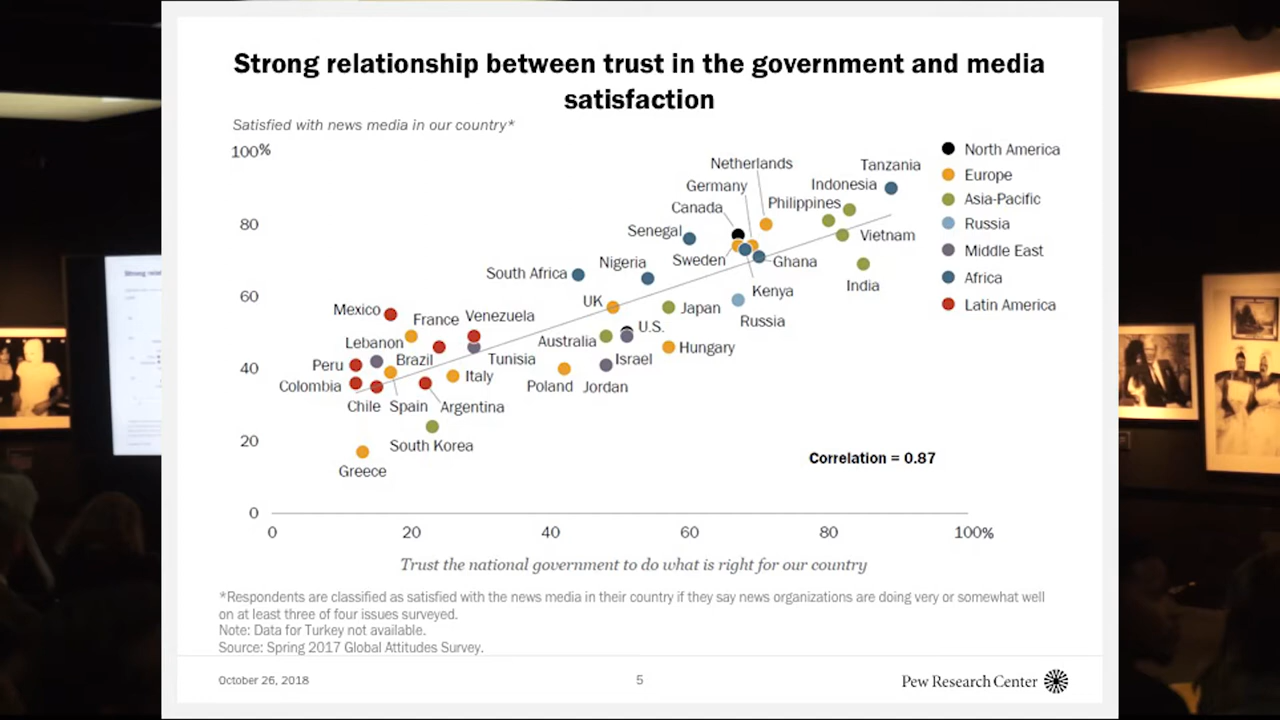 Strong relationship between trust in the government and media
satisfaction
Satisfied with news media in our country*
100%
80
60
40
20
0
0
20
40
60
80
100%
Netherlands
Tanzania
Germany
Indonesia
Canada
Philippines
Senegal
Vietnam
Sweden
Ghana
South Africa
Nigeria
India
Kenya
UK
Mexico
Japan
Russia
France
Venezuela
U.S.
Australia
Lebanon
Hungary
Peru
Brazil
Tunisia
Israel
Colombia
Italy
Poland
Jordan
Chile
Spain
Argentina
South Korea
Greece
North America
Europe
Asia-Pacific
Russia
Middle East
Africa
Latin America
Correlation = 0.87
Trust the national government to do what is right for our country
*Respondents are classified as satisfied with the news media in their country if they say news organizations are doing very or somewhat well
on at least three of four issues surveyed.
Note: Data for Turkey not available.
Source: Spring 2017 Global Attitudes Survey.
October 26, 2018
5
Pew Research Center